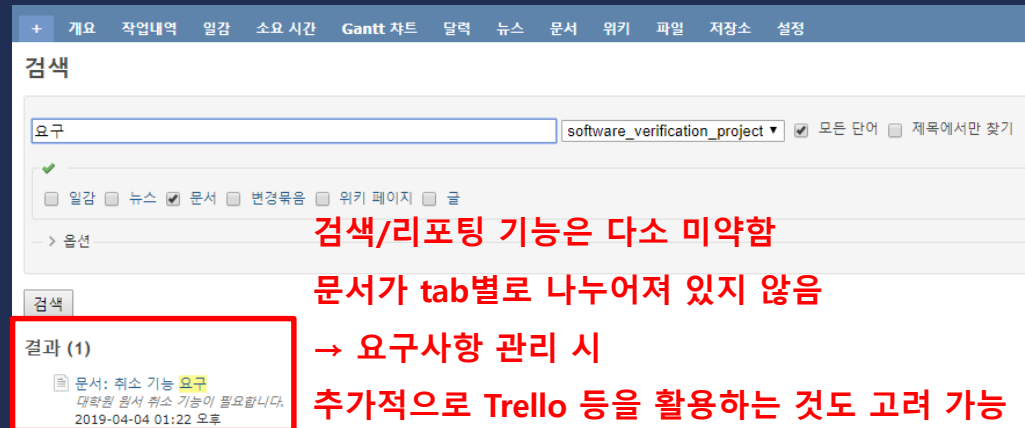 + 개요 작업내역 일감 소요 시간 Gantt 차트 달력 뉴스 문서 위키 파일 저장소 설정
검색
요구 software_verification_project 모든 단어 제목에서만 찾기
일감 뉴스 문서 변경묶음 위키 페이지 글
> 옵션
검색/리포팅 기능은 다소 미약함
문서가 tab별로 나누어져 있지 않음
→ 요구사항 관리 시
추가적으로 Trello 등을 활용하는 것도 고려 가능
검색
결과 (1)
문서: 취소 기능 요구
대학원 원서 취소 기능이 필요합니다.
2019-04-04 01:22 오후